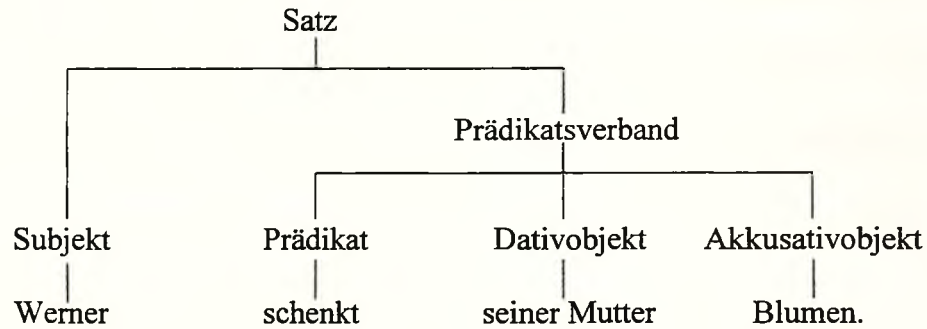 Satz
Prädikatsverband
Subjekt Prädikat Dativobjekt Akkusativobjekt
Werner schenkt seiner Mutter Blumen.